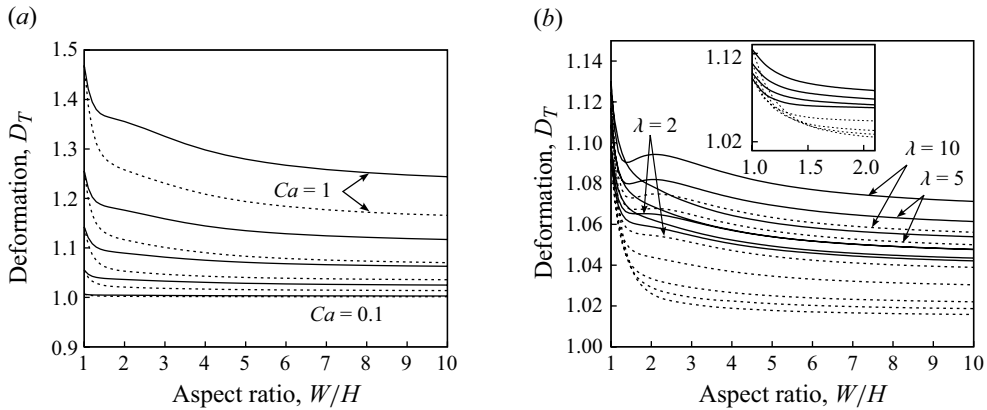 (a)
1.5
1.4
1.3
1.2
1.1
1.0
0.9
Deformation, D_T
Ca = 1
Ca = 0.1
1 2 3 4 5 6 7 8 9 10
Aspect ratio, W/H
(b)
1.14
1.12
1.10
1.08
1.06
1.04
1.02
1.00
Deformation, D_T
λ = 2
1.12
1.02
1.0 1.5 2.0
λ = 10
λ = 5
1 2 3 4 5 6 7 8 9 10
Aspect ratio, W/H